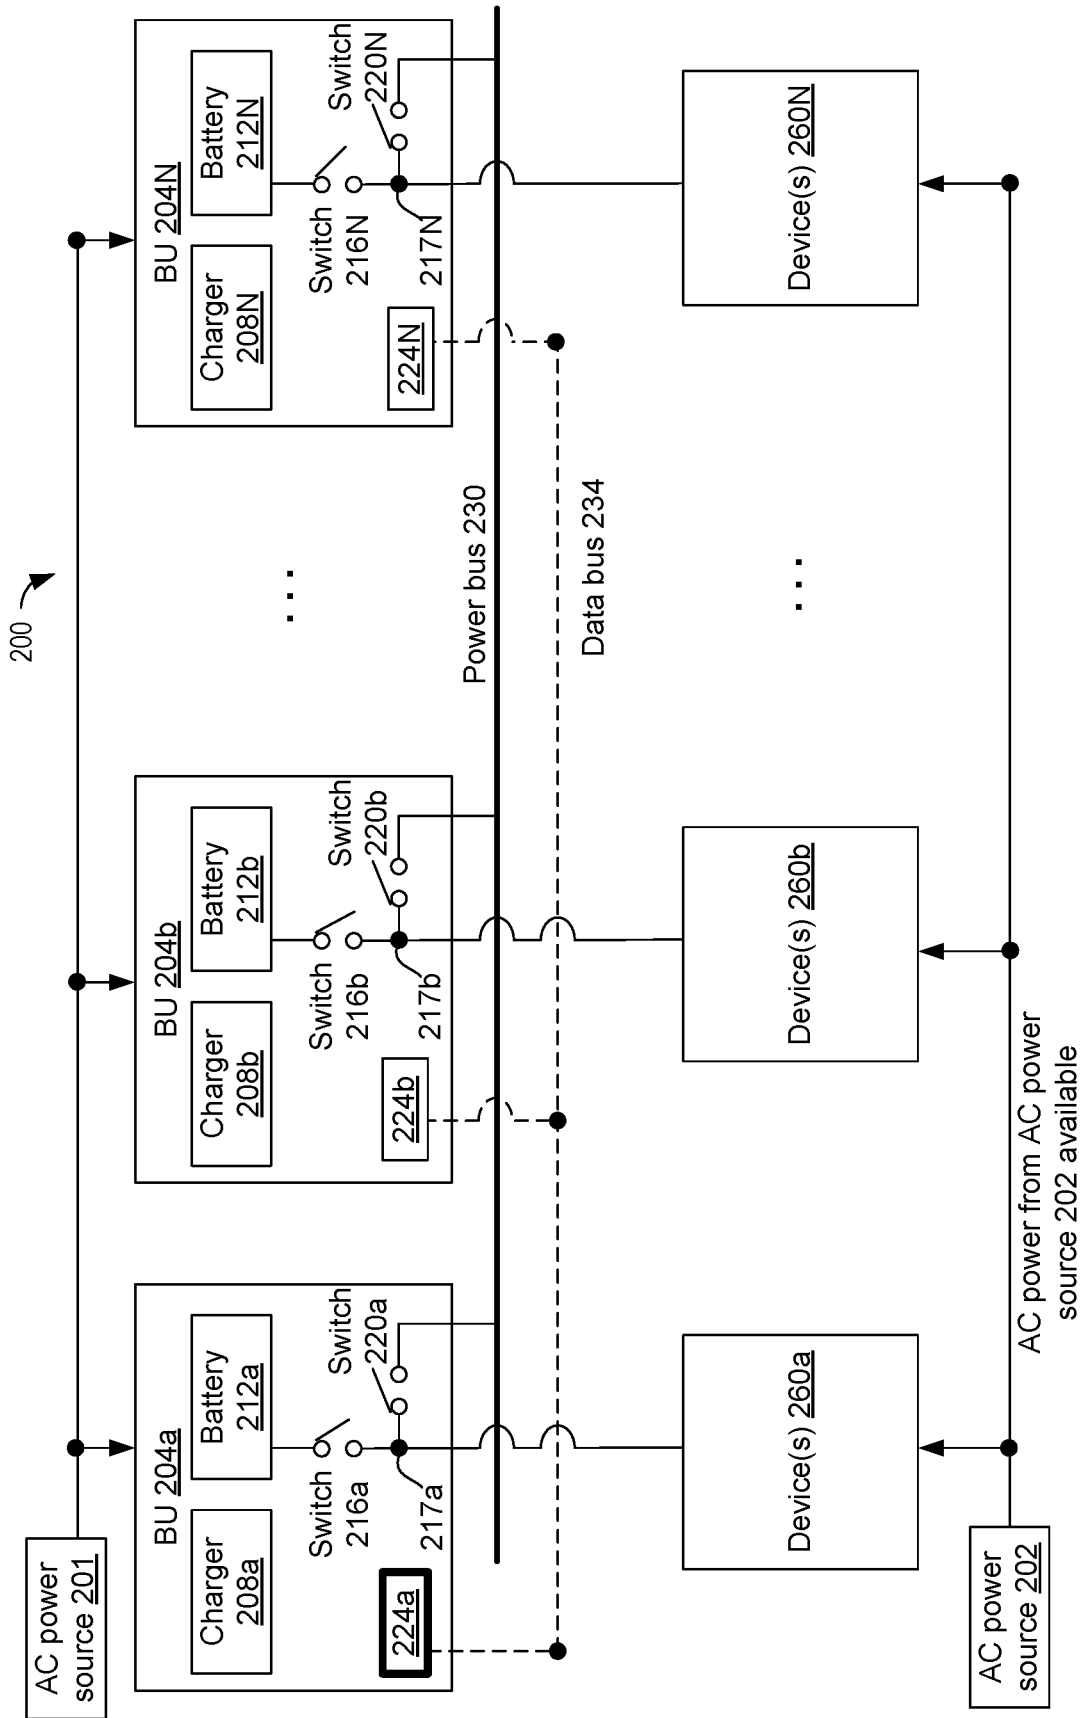 200
AC power
source 201
BU 204a
Charger
208a
Battery
212a
Switch
216a
Switch
220a
217a
224a
BU 204b
Charger
208b
Battery
212b
Switch
216b
Switch
220b
217b
224b
...
BU 204N
Charger
208N
Battery
212N
Switch
216N
Switch
220N
217N
224N
Power bus 230
Data bus 234
Device(s) 260a
Device(s) 260b
...
Device(s) 260N
AC power
source 202
AC power from AC power
source 202 available